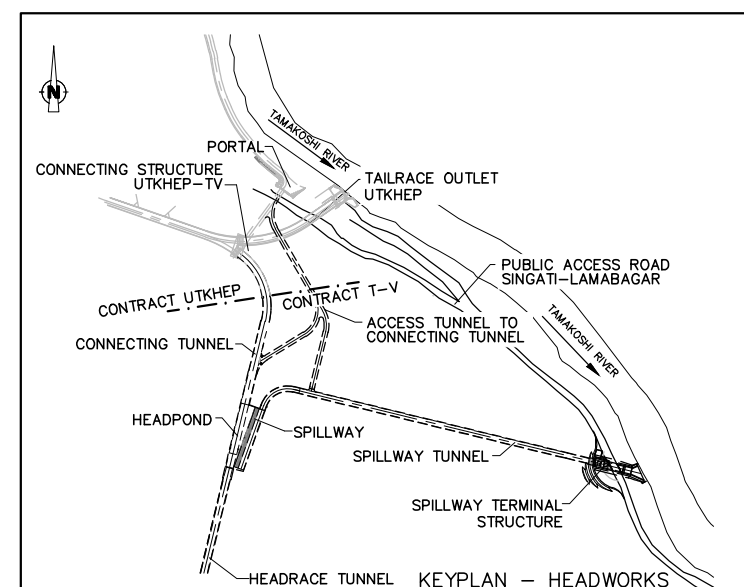 N
TAMAKOSHI RIVER
PORTAL
CONNECTING STRUCTURE
UTKHEP-TV
TAILRACE OUTLET
UTKHEP
PUBLIC ACCESS ROAD
SINGATI-LAMABAGAR
CONTRACT UTKHEP
CONTRACT T-V
TAMAKOSHI RIVER
ACCESS TUNNEL TO
CONNECTING TUNNEL
CONNECTING TUNNEL
HEADPOND
SPILLWAY
SPILLWAY TUNNEL
SPILLWAY TERMINAL
STRUCTURE
HEADRACE TUNNEL
KEYPLAN - HEADWORKS